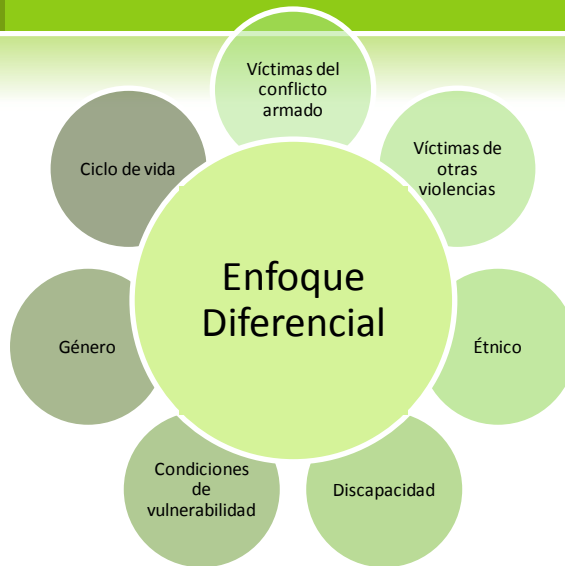 Víctimas del
conflicto
armado
Víctimas de
otras
violencias
Étnico
Discapacidad
Condiciones
de
vulnerabilidad
Género
Ciclo de vida
Enfoque
Diferencial